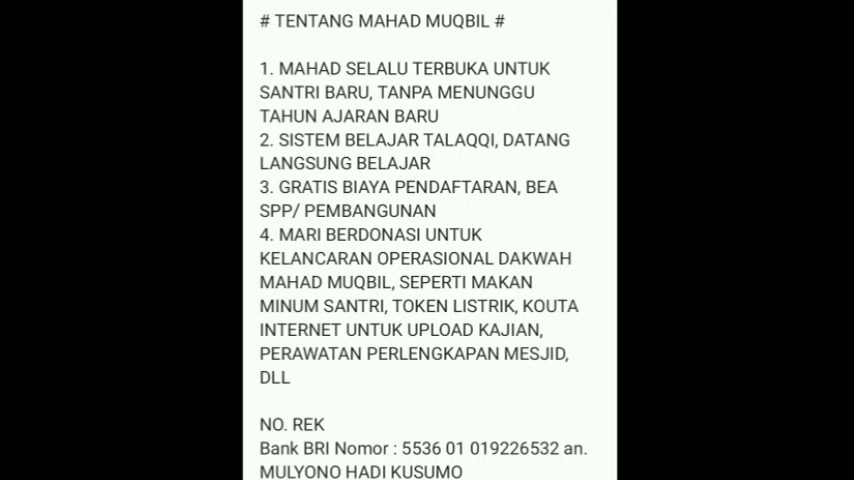 # TENTANG MAHAD MUQBIL #
1. MAHAD SELALU TERBUKA UNTUK
SANTRI BARU, TANPA MENUNGGU
TAHUN AJARAN BARU
2. SISTEM BELAJAR TALAQQI, DATANG
LANGSUNG BELAJAR
3. GRATIS BIAYA PENDAFTARAN, BEA
SPP/ PEMBANGUNAN
4. MARI BERDONASI UNTUK
KELANCARAN OPERASIONAL DAKWAH
MAHAD MUQBIL, SEPERTI MAKAN
MINUM SANTRI, TOKEN LISTRIK, KOUTA
INTERNET UNTUK UPLOAD KAJIAN,
PERAWATAN PERLENGKAPAN MESJID,
DLL
NO. REK
Bank BRI Nomor : 5536 01 019226532 an.
MULYONO HADI KUSUMO